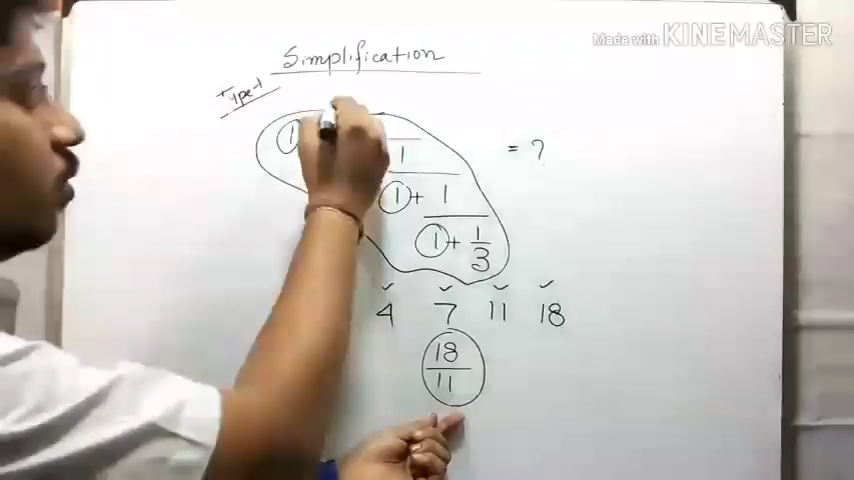 Made with KINEMASTER
Simplification
Type-1
1
1
= ?
1 + 1
1 + 1
3
4 7 11 18
18
11